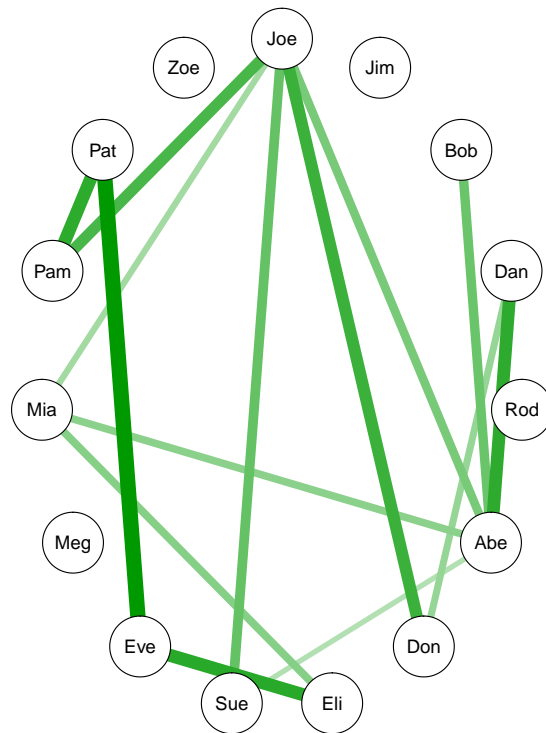 Joe
Zoe
Jim
Pat
Bob
Pam
Dan
Mia
Rod
Meg
Abe
Eve
Don
Sue
Eli